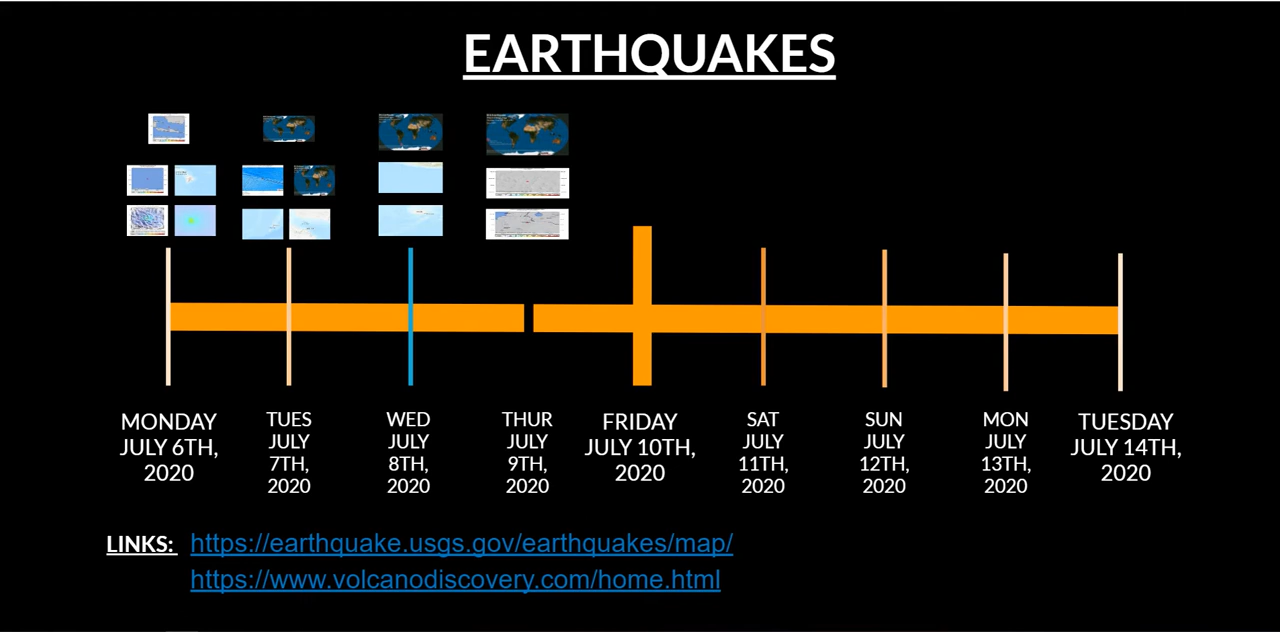 EARTHQUAKES
MONDAY
JULY 6TH,
2020
TUES
JULY
7TH,
2020
WED
JULY
8TH,
2020
THUR
JULY
9TH,
2020
FRIDAY
JULY 10TH,
2020
SAT
JULY
11TH,
2020
SUN
JULY
12TH,
2020
MON
JULY
13TH,
2020
TUESDAY
JULY 14TH,
2020
LINKS: https://earthquake.usgs.gov/earthquakes/map/
https://www.volcanodiscovery.com/home.html